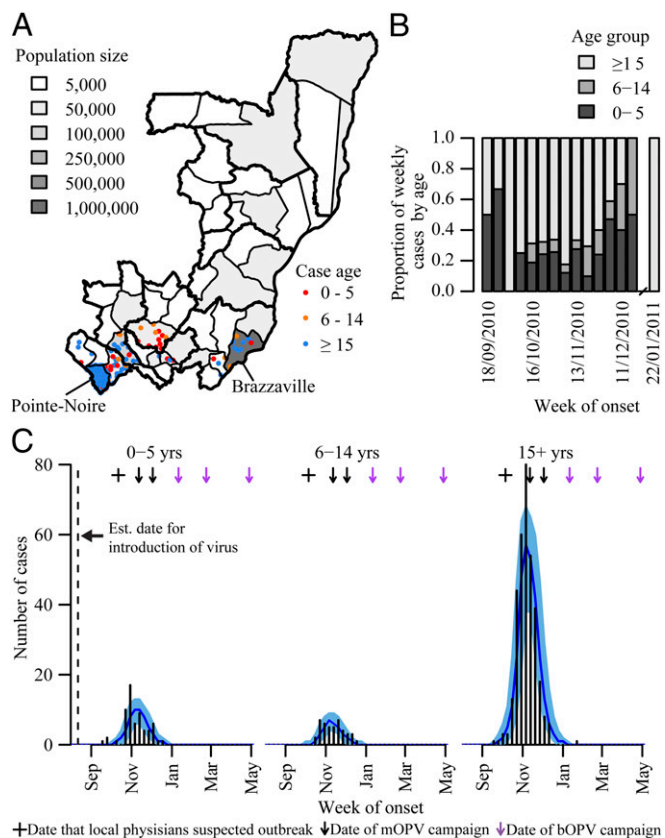 A
Population size
5,000
50,000
100,000
250,000
500,000
1,000,000
Case age
0 - 5
6 - 14
≥ 15
Brazzaville
Pointe-Noire
B
Age group
≥1 5
6−14
0−5
Proportion of weekly
cases by age
1.0
0.8
0.6
0.4
0.2
0.0
18/09/2010
16/10/2010
13/11/2010
11/12/2010
22/01/2011
Week of onset
C
0−5 yrs
6−14 yrs
15+ yrs
Est. date for
introduction of virus
Number of cases
80
60
40
20
0
Sep Nov Jan Mar May
Sep Nov Jan Mar May
Sep Nov Jan Mar May
Week of onset
Date that local physisians suspected outbreak Date of mOPV campaign Date of bOPV campaign